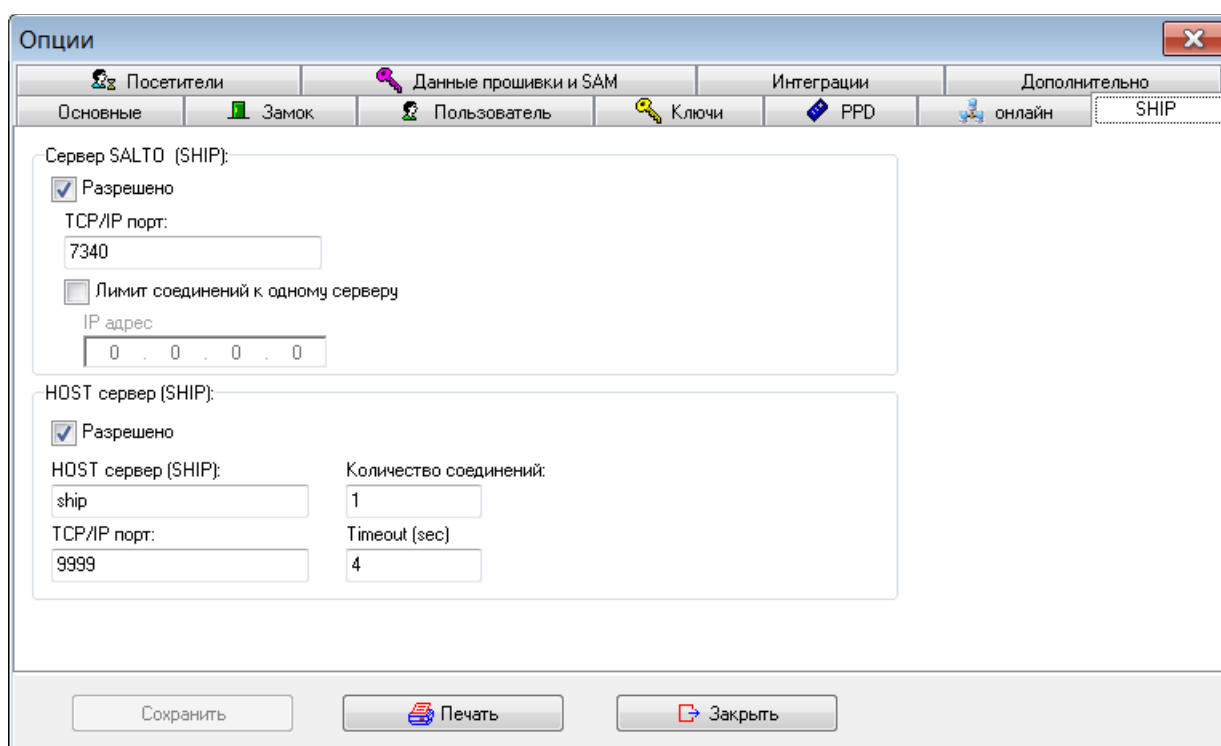 Опции
Посетители Данные прошивки и SAM Интеграции Дополнительно
Основные Замок Пользователь Ключи PPD онлайн SHIP
Сервер SALTO (SHIP):
Разрешено
TCP/IP порт:
7340
Лимит соединений к одному серверу
IP адрес
0 . 0 . 0 . 0
HOST сервер (SHIP):
Разрешено
HOST сервер (SHIP): Количество соединений:
ship 1
TCP/IP порт: Timeout (sec)
9999 4
Сохранить Печать Закрыть